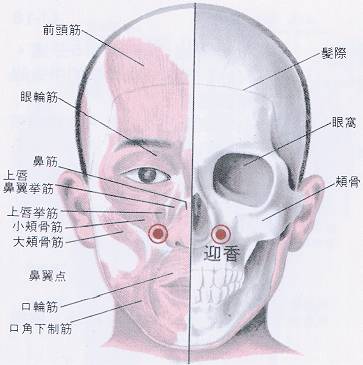 前頭筋
髪際
眼輪筋
眼窩
鼻筋
上唇
鼻翼挙筋
頬骨
上唇挙筋
小頬骨筋
大頬骨筋
迎香
鼻翼点
口輪筋
口角下制筋